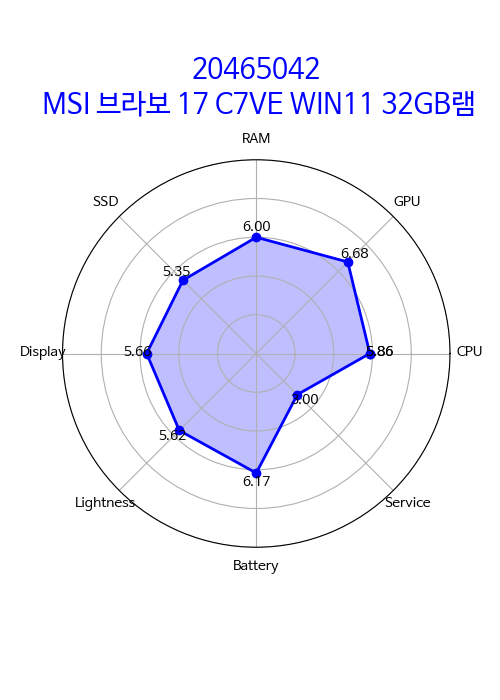 20465042
MSI 브라보 17 C7VE WIN11 32GB램
RAM
SSD
GPU
6.00
6.68
5.35
Display
5.66
5.86
CPU
3.00
5.62
6.17
Lightness
Service
Battery